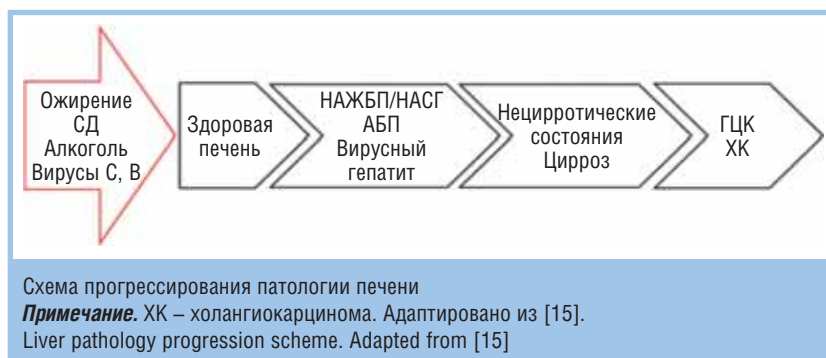 Ожирение
СД
Алкоголь
Вирусы С, В
Здоровая
печень
НАЖБП/НАСГ
АБП
Вирусный
гепатит
Нецирротические
состояния
Цирроз
ГЦК
ХК
Схема прогрессирования патологии печени
Примечание. ХК – холангиокарцинома. Адаптировано из [15].
Liver pathology progression scheme. Adapted from [15]